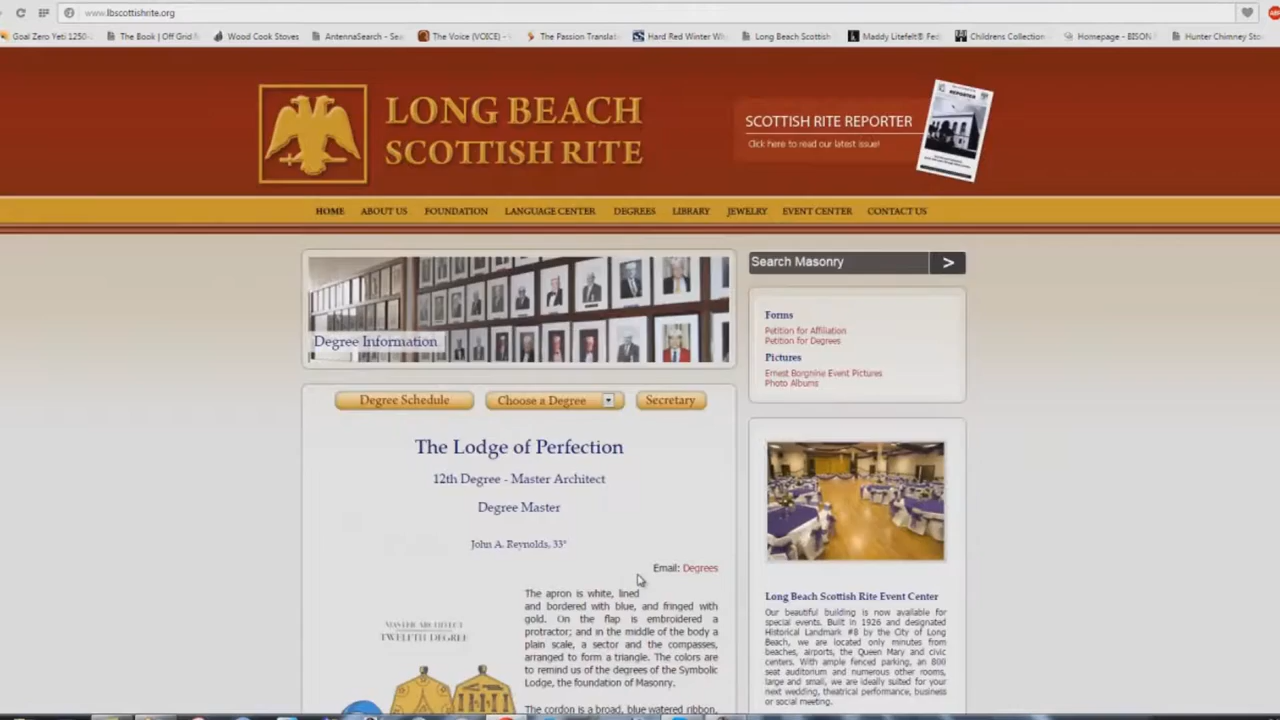 www.lbscottishrite.org
Goal Zero Yeti 1250- The Book | Off Grid Wood Cook Stoves AntennaSearch - Sea The Voice (VOICE) - The Passion Translat Hard Red Winter Wh Long Beach Scottish Maddy Litefelt® Fed Childrens Collection Homepage - BISON Hunter Chimney Sto
LONG BEACH
SCOTTISH RITE
SCOTTISH RITE REPORTER
Click here to read our latest issue!
REPORTER
HOME ABOUT US FOUNDATION LANGUAGE CENTER DEGREES LIBRARY JEWELRY EVENT CENTER CONTACT US
Degree Information
Search Masonry >
Forms
Petition for Affiliation
Petition for Degrees
Pictures
Ernest Borgnine Event Pictures
Photo Albums
Degree Schedule Choose a Degree Secretary
The Lodge of Perfection
12th Degree - Master Architect
Degree Master
John A. Reynolds, 33°
Email: Degrees
The apron is white, lined
and bordered with blue, and fringed with
gold. On the flap is embroidered a
protractor; and in the middle of the body a
plain scale, a sector and the compasses,
arranged to form a triangle. The colors are
to remind us of the degrees of the Symbolic
Lodge, the foundation of Masonry.
The cordon is a broad, blue watered ribbon,
MASTER ARCHITECT
TWELFTH DEGREE
Long Beach Scottish Rite Event Center
Our beautiful building is now available for
special events. Built in 1926 and designated
Historical Landmark #8 by the City of Long
Beach, we are located only minutes from
beaches, airports, the Queen Mary and civic
centers. With ample fenced parking, an 800
seat auditorium and numerous other rooms,
large and small, we are ideally suited for your
next wedding, theatrical performance, business
or social meeting.